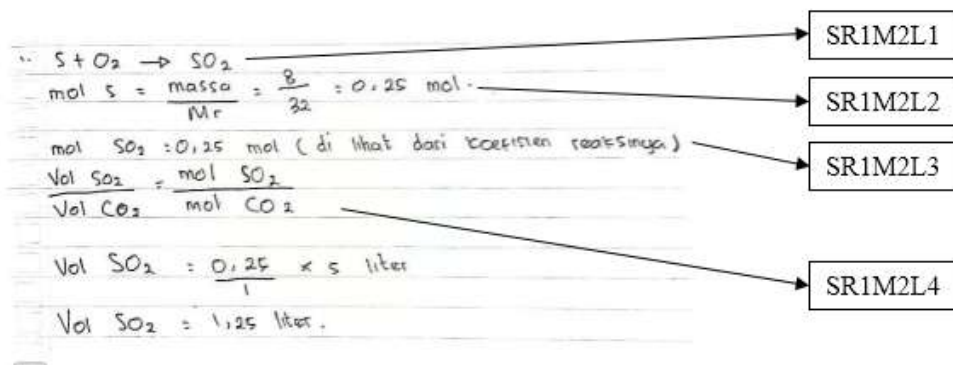 S + O₂ → SO₂
SR1M2L1
mol S = massa / Mr = 8 / 32 = 0,25 mol.
SR1M2L2
mol SO₂ = 0,25 mol (di lihat dari koefisien reaksinya)
SR1M2L3
Vol SO₂ / Vol CO₂ = mol SO₂ / mol CO₂
SR1M2L4
Vol SO₂ = 0,25 / 1 × 5 liter
Vol SO₂ = 1,25 liter.